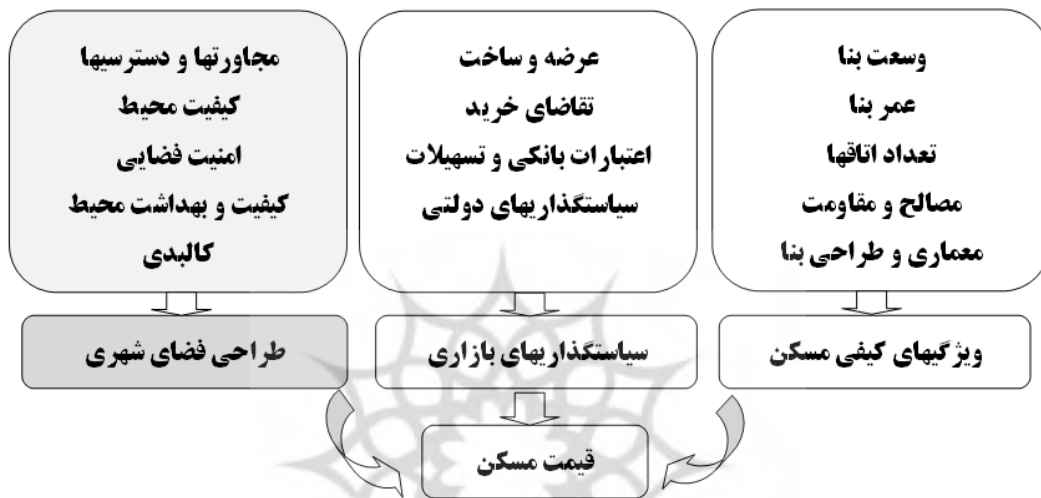 وسعت بنا
عمر بنا
تعداد اتاقها
مصالح و مقاومت
معماری و طراحی بنا
عرضه و ساخت
تقاضای خرید
اعتبارات بانکی و تسهیلات
سیاستگذاریهای دولتی
مجاورتها و دسترسیها
کیفیت محیط
امنیت فضایی
کیفیت و بهداشت محیط
کالبدی
ویژگیهای کیفی مسکن
سیاستگذاریهای بازاری
طراحی فضای شهری
قیمت مسکن